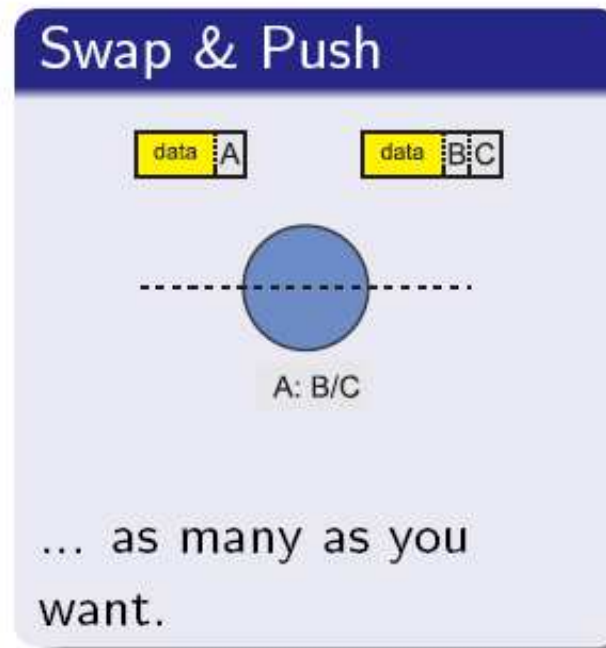 Swap & Push
data A data B C
A: B/C
... as many as you
want.